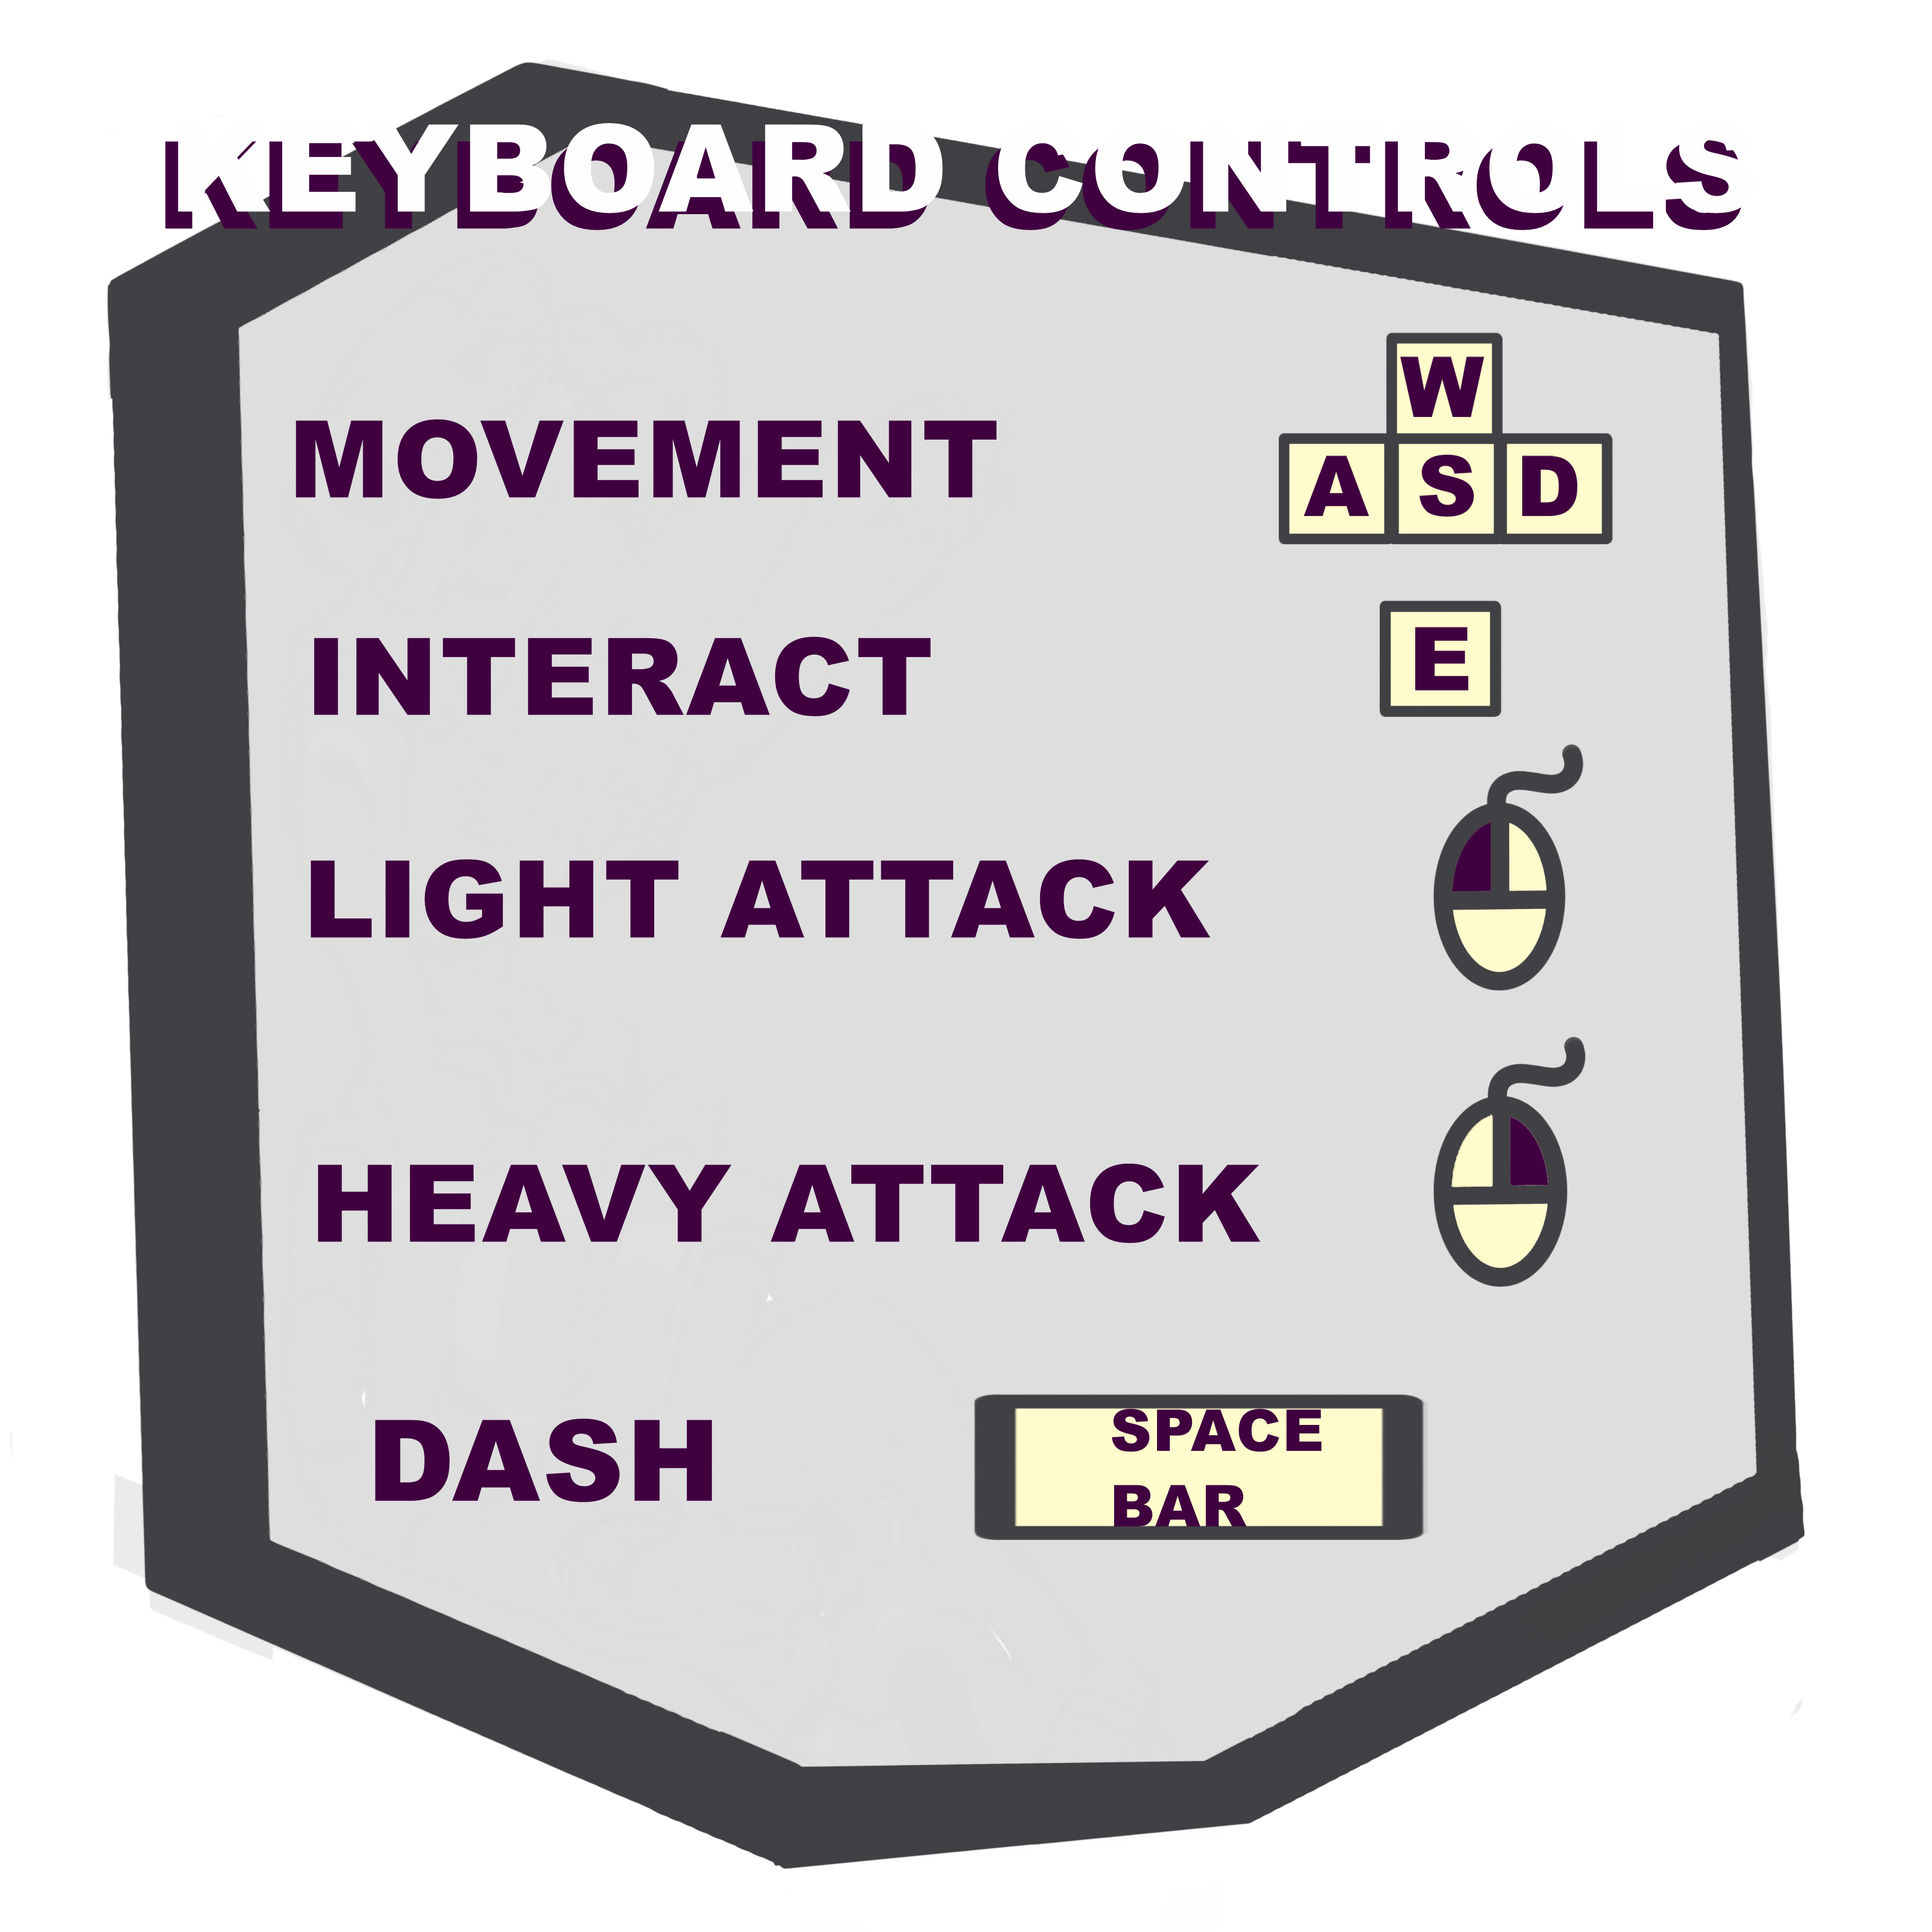 KEYBOARD CONTROLS
MOVEMENT
W
A S D
INTERACT
E
LIGHT ATTACK
HEAVY ATTACK
DASH
SPACE
BAR